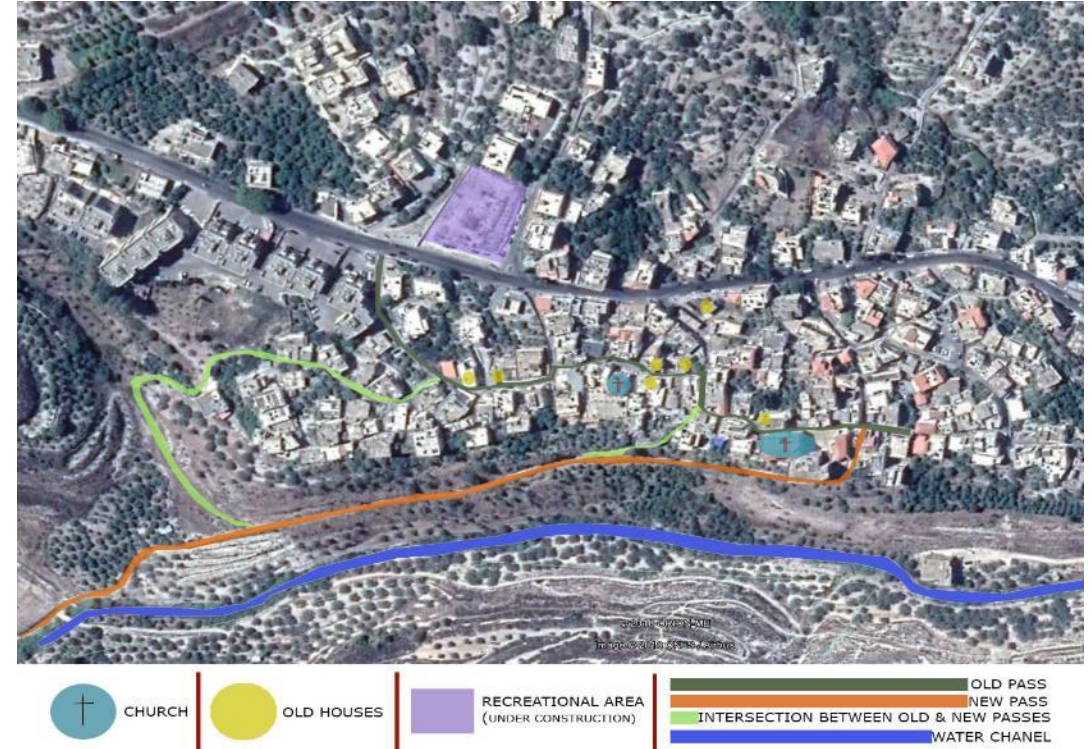 CHURCH
OLD HOUSES
RECREATIONAL AREA
(UNDER CONSTRUCTION)
OLD PASS
NEW PASS
INTERSECTION BETWEEN OLD & NEW PASSES
WATER CHANEL